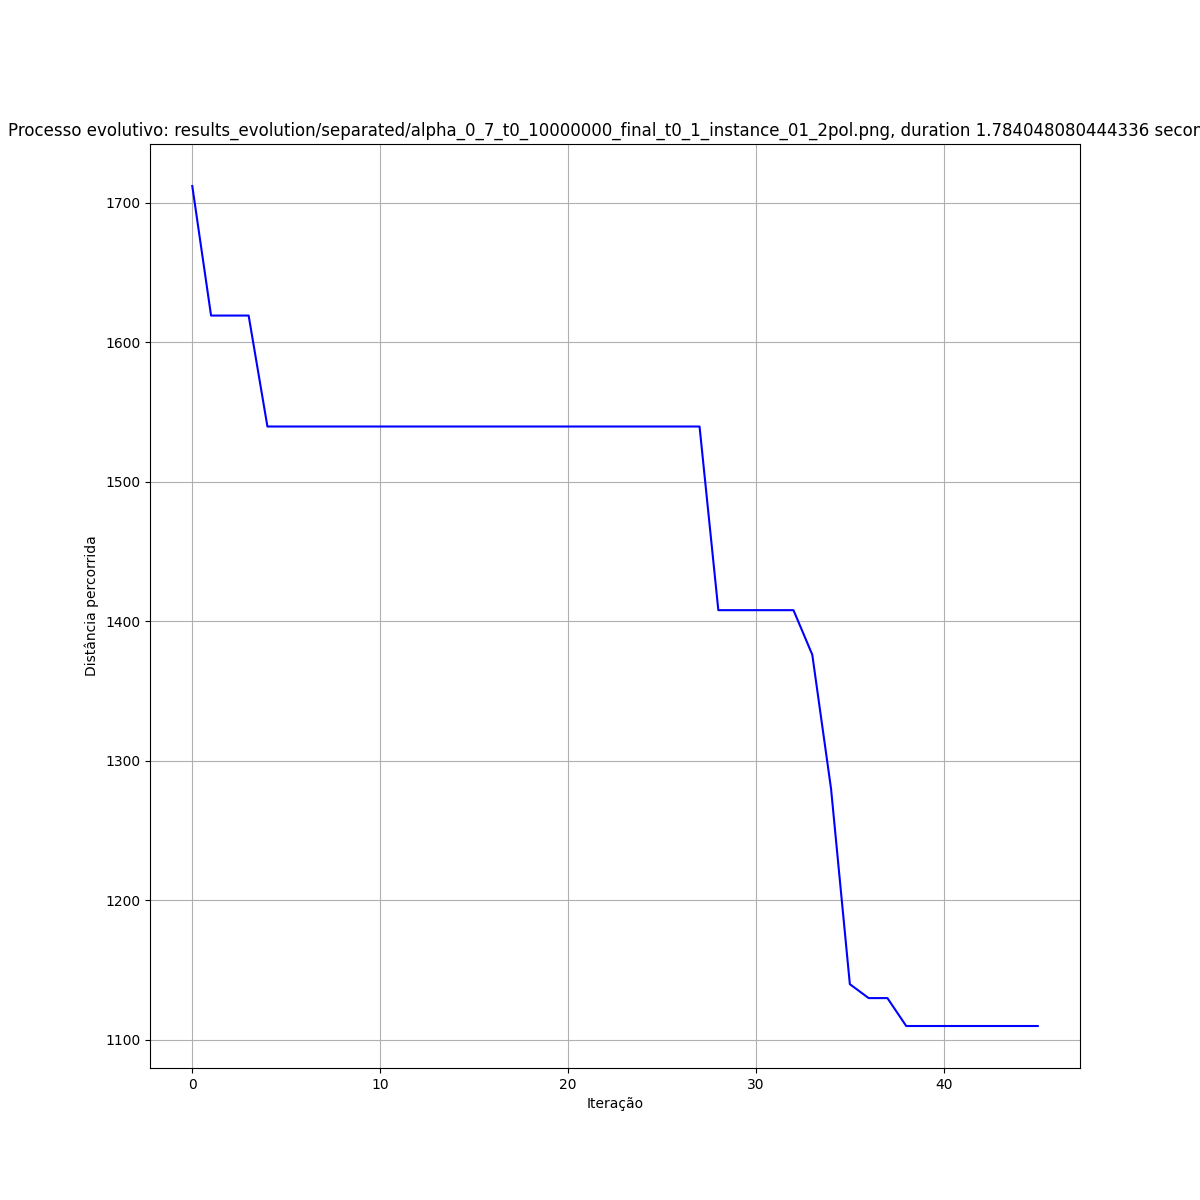 Processo evolutivo: results_evolution/separated/alpha_0_7_t0_10000000_final_t0_1_instance_01_2pol.png, duration 1.784048080444336 secor
1700
1600
1500
1400
1300
1200
1100
Distância percorrida
0 10 20 30 40
Iteração